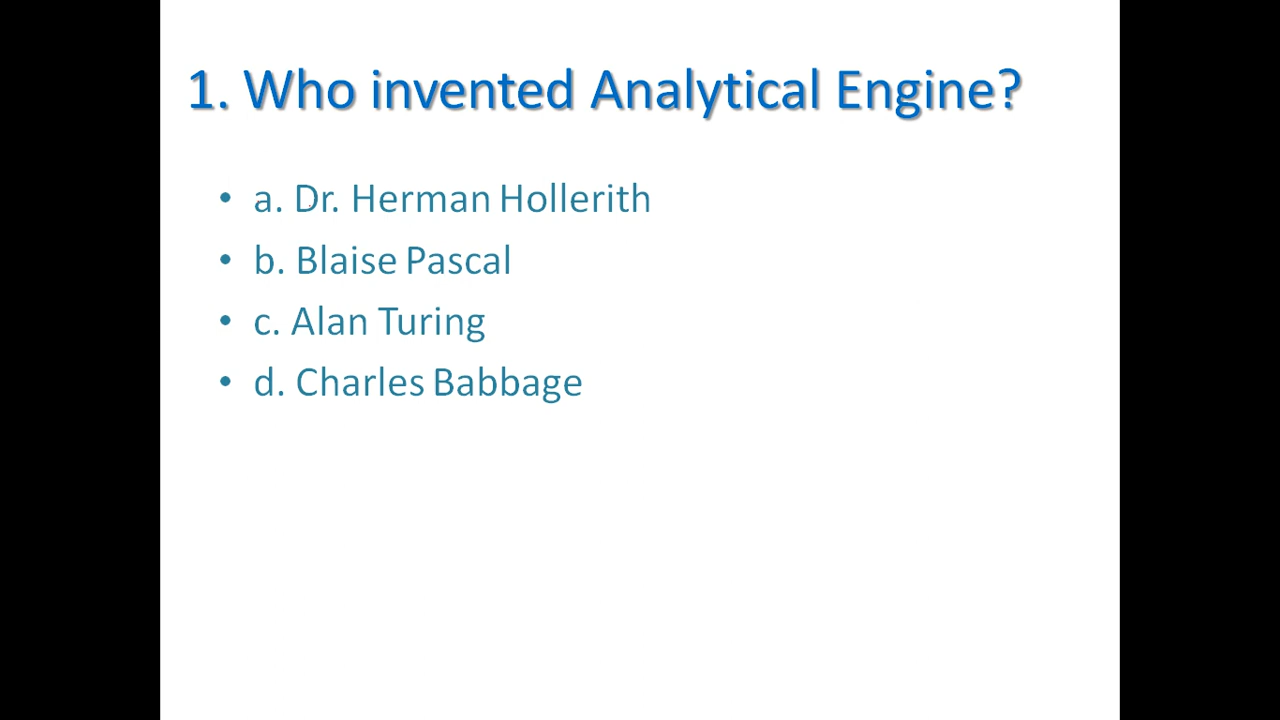 1. Who invented Analytical Engine?
• a. Dr. Herman Hollerith
• b. Blaise Pascal
• c. Alan Turing
• d. Charles Babbage